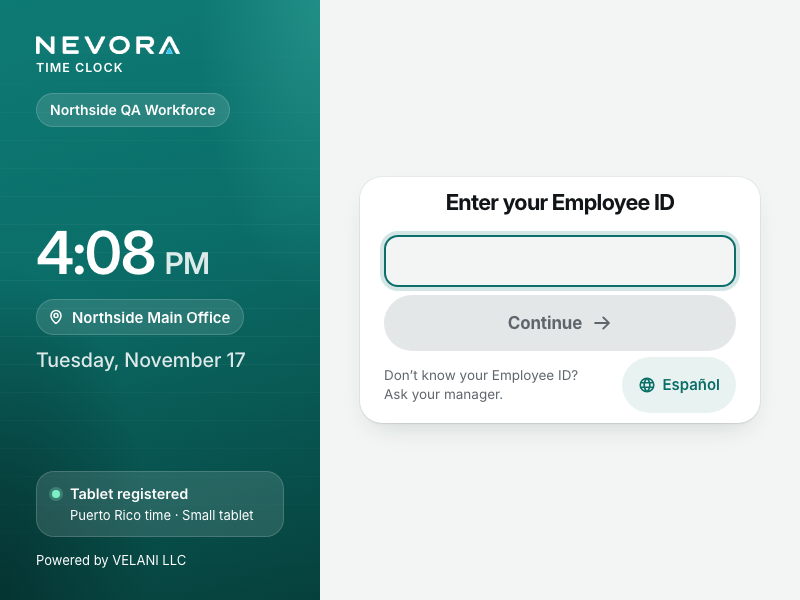 NEVORA
TIME CLOCK
Northside QA Workforce
4:08 PM
Northside Main Office
Tuesday, November 17
Tablet registered
Puerto Rico time · Small tablet
Powered by VELANI LLC
Enter your Employee ID
Continue →
Don’t know your Employee ID?
Ask your manager.
Español